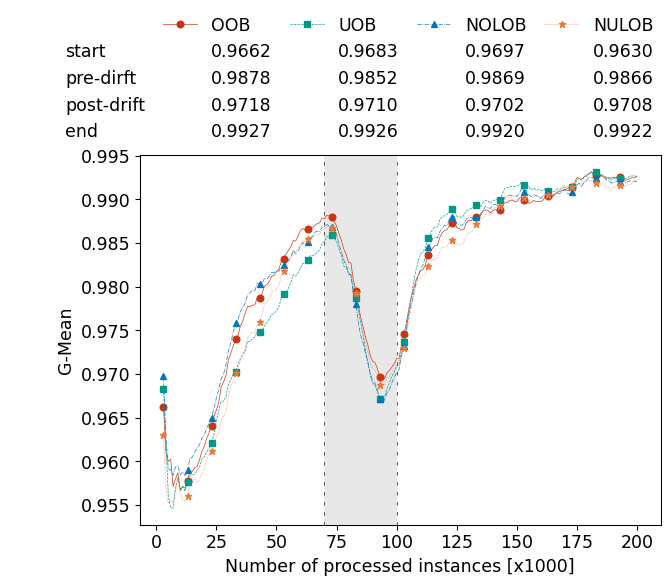 OOB UOB NOLOB NULOB
start 0.9662 0.9683 0.9697 0.9630
pre-dirft 0.9878 0.9852 0.9869 0.9866
post-drift 0.9718 0.9710 0.9702 0.9708
end 0.9927 0.9926 0.9920 0.9922
0.995
0.990
0.985
0.980
0.975
0.970
0.965
0.960
0.955
G-Mean
0 25 50 75 100 125 150 175 200
Number of processed instances [x1000]